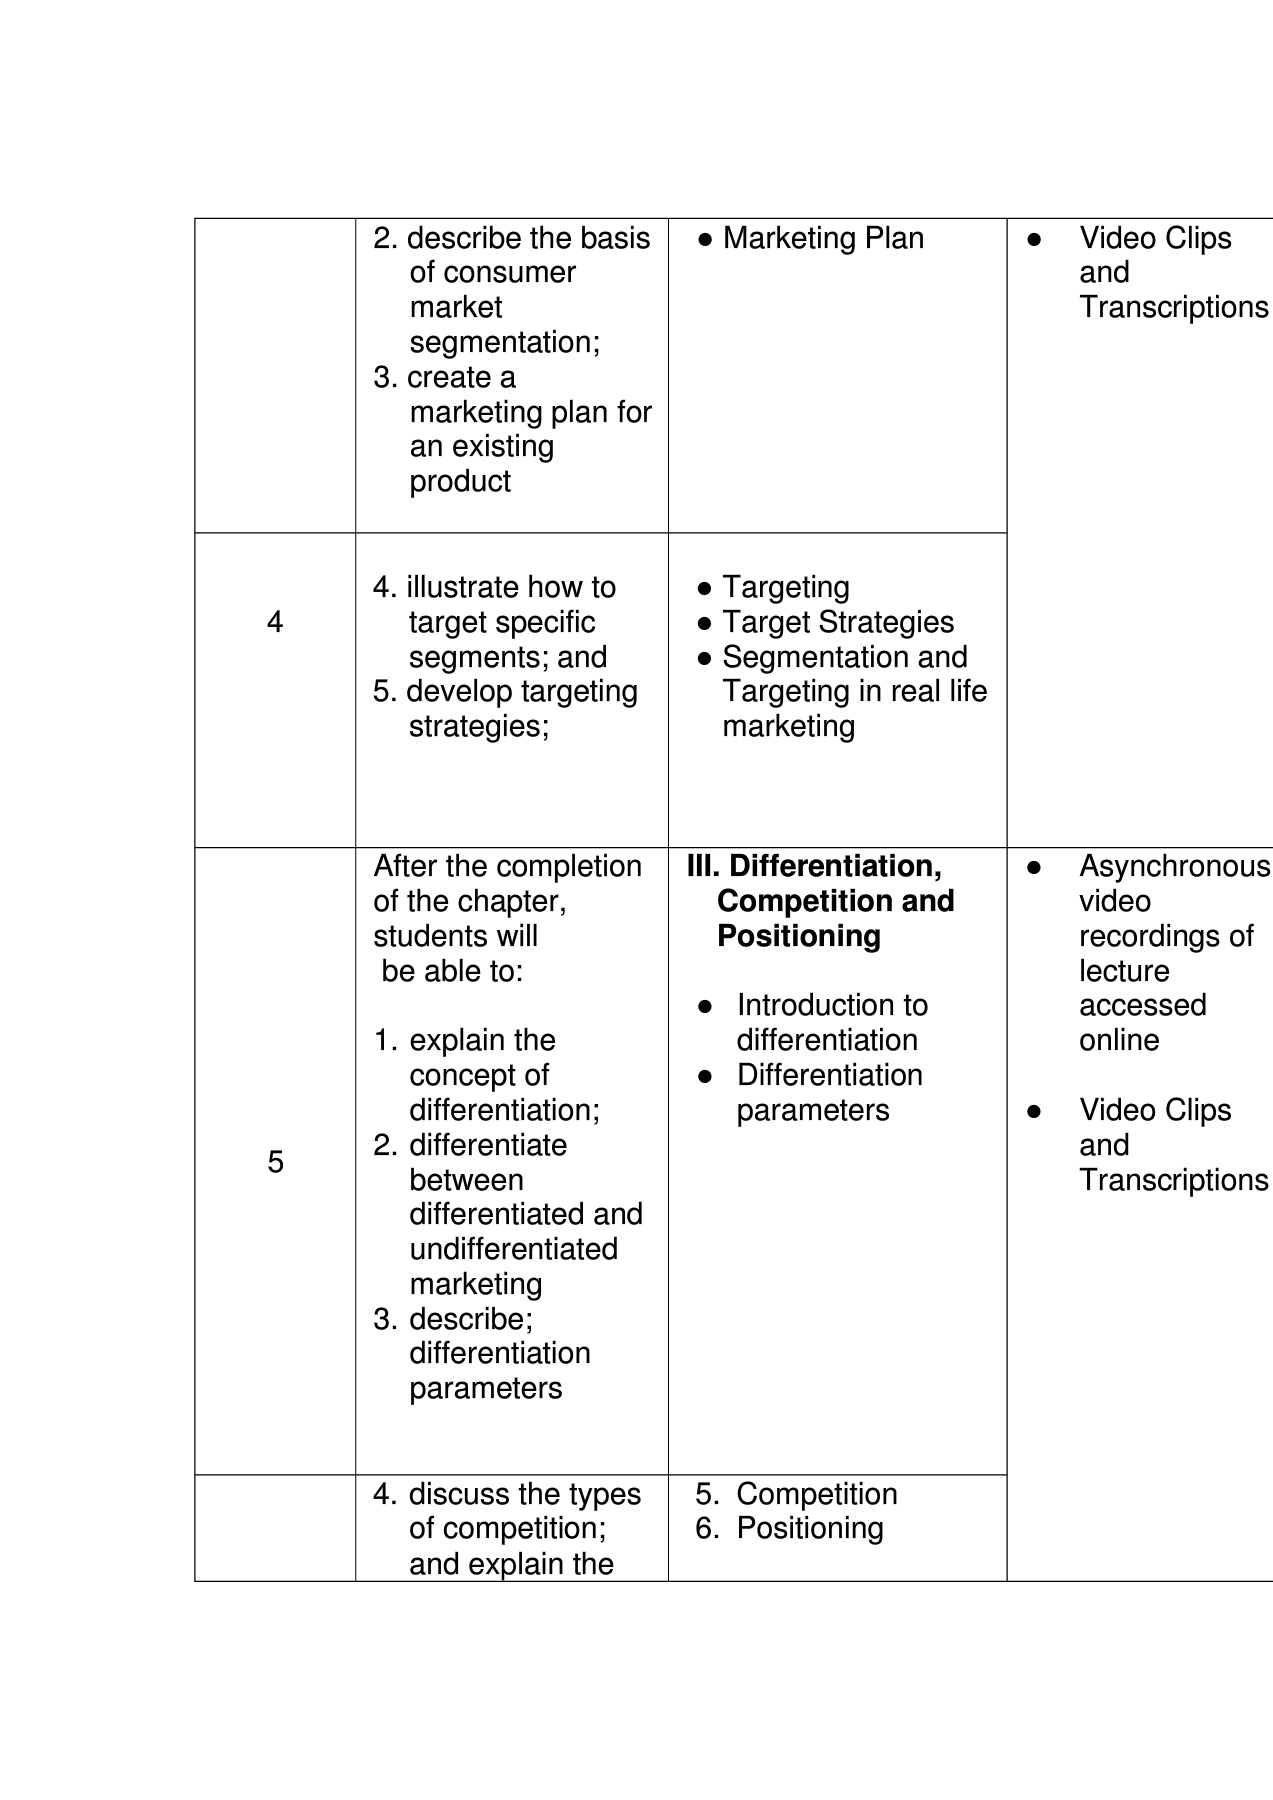 2. describe the basis
of consumer
market
segmentation;
3. create a
marketing plan for
an existing
product
● Marketing Plan
● Video Clips
and
Transcriptions
4
4. illustrate how to
target specific
segments; and
5. develop targeting
strategies;
● Targeting
● Target Strategies
● Segmentation and
Targeting in real life
marketing
5
After the completion
of the chapter,
students will
be able to:
1. explain the
concept of
differentiation;
2. differentiate
between
differentiated and
undifferentiated
marketing
3. describe;
differentiation
parameters
III. Differentiation,
Competition and
Positioning
● Introduction to
differentiation
● Differentiation
parameters
● Asynchronous
video
recordings of
lecture
accessed
online
● Video Clips
and
Transcriptions
4. discuss the types
of competition;
and explain the
5. Competition
6. Positioning